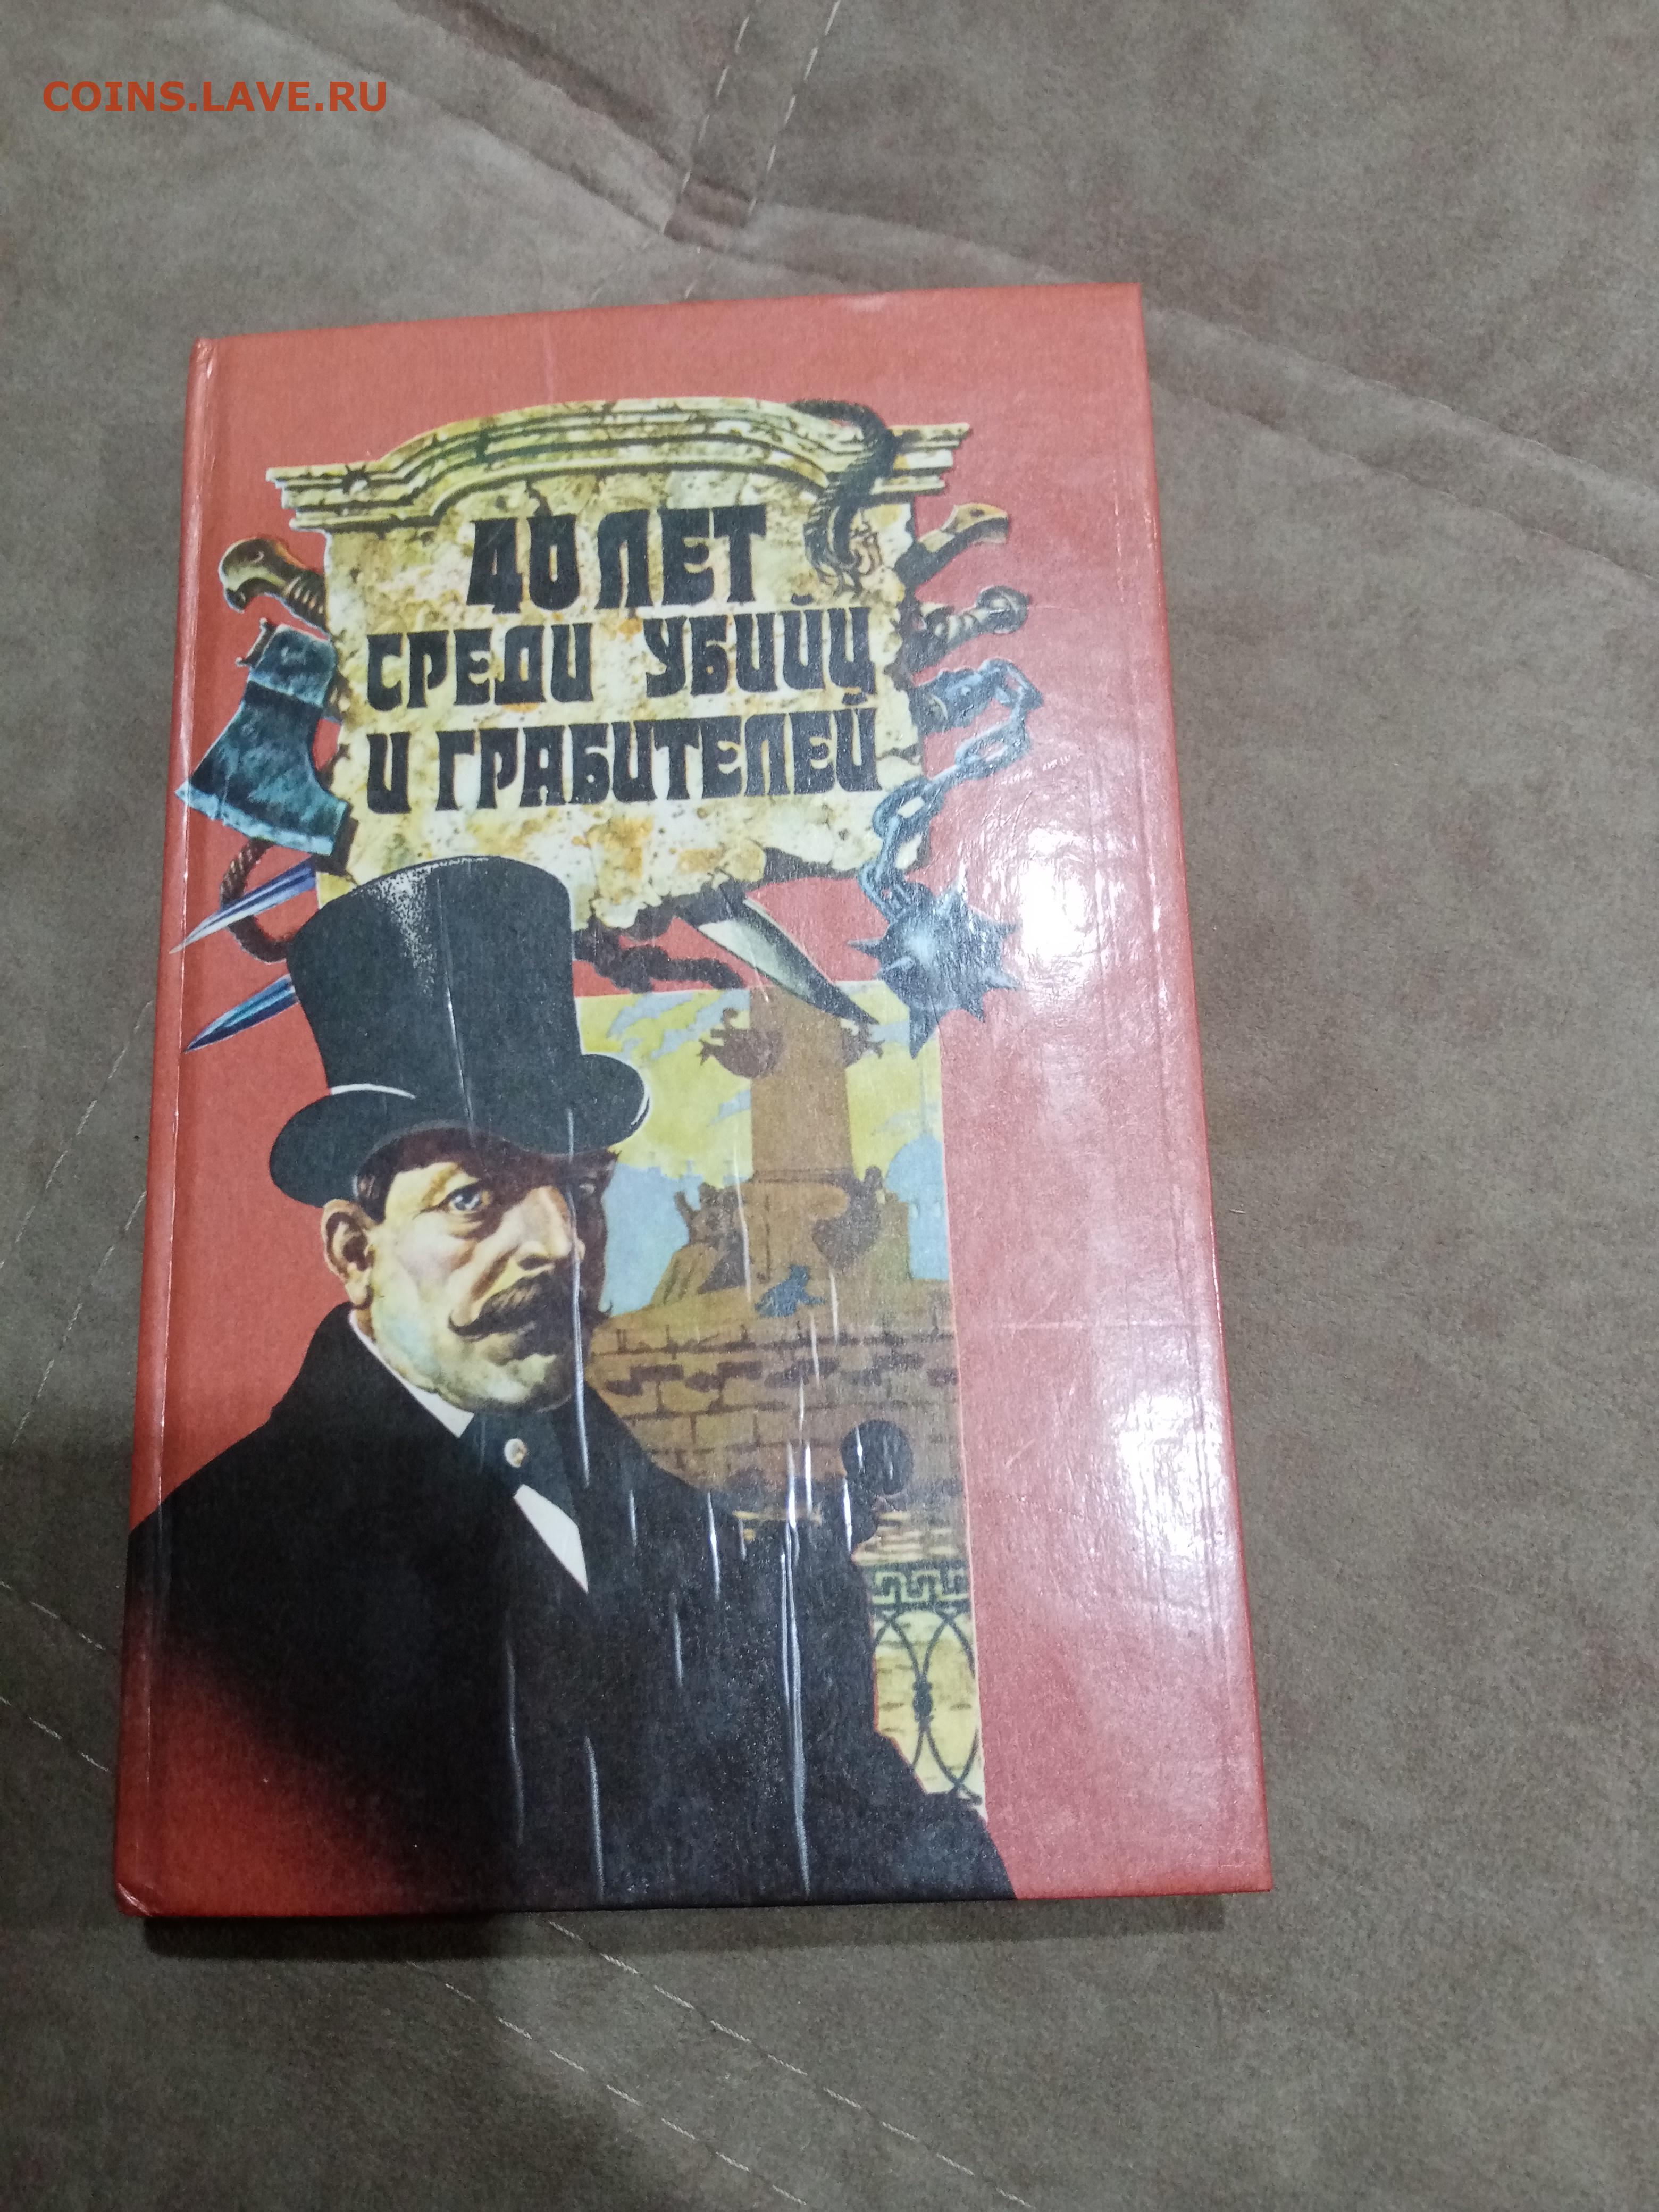 COINS.LAVE.RU
40 ЛЕТ
СРЕДИ УБИЙЦ
И ГРАБИТЕЛЕЙ